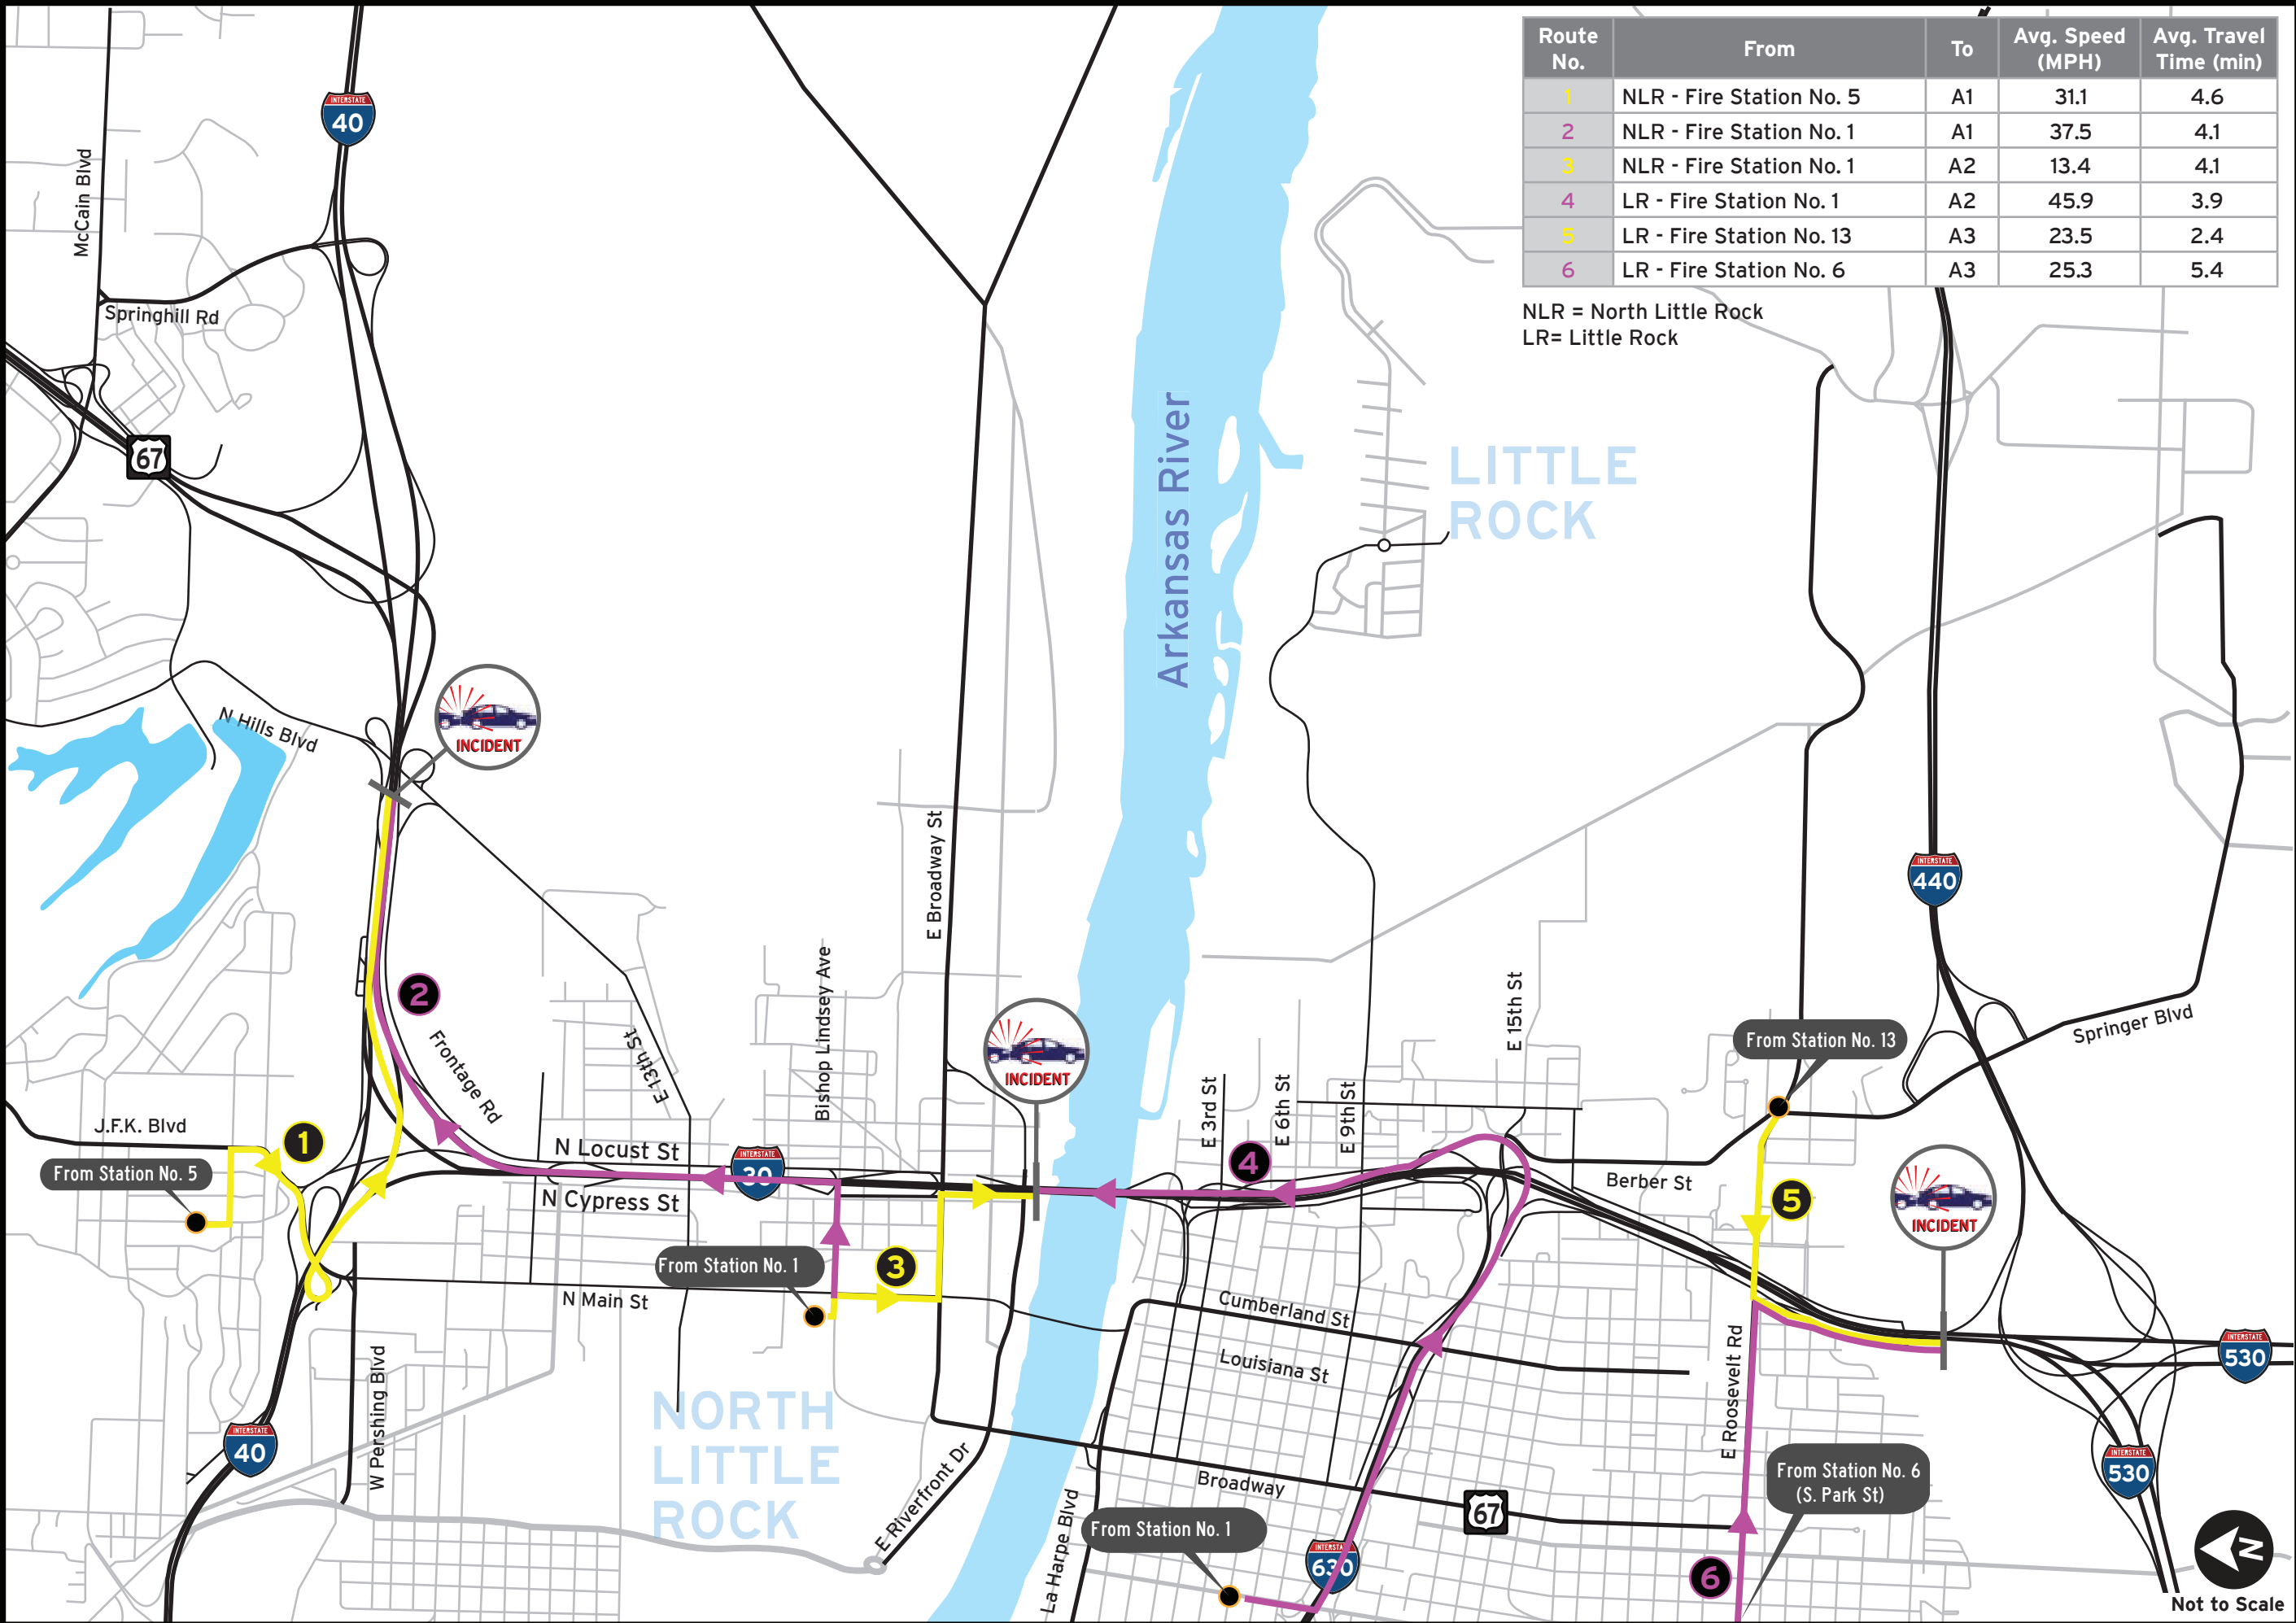 Route No. From To Avg. Speed (MPH) Avg. Travel Time (min)
1 NLR - Fire Station No. 5 A1 31.1 4.6
2 NLR - Fire Station No. 1 A1 37.5 4.1
3 NLR - Fire Station No. 1 A2 13.4 4.1
4 LR - Fire Station No. 1 A2 45.9 3.9
5 LR - Fire Station No. 13 A3 23.5 2.4
6 LR - Fire Station No. 6 A3 25.3 5.4
NLR = North Little Rock
LR= Little Rock
INTERSTATE
40
McCain Blvd
Springhill Rd
67
N Hills Blvd
INCIDENT
Arkansas River
LITTLE
ROCK
E Broadway St
INTERSTATE
440
2
Frontage Rd
E 13th St
Bishop Lindsey Ave
INCIDENT
E 15th St
From Station No. 13
Springer Blvd
J.F.K. Blvd
1
From Station No. 5
N Locust St
INTERSTATE
30
N Cypress St
E 3rd St
E 6th St
E 9th St
4
Berber St
5
INCIDENT
From Station No. 1
3
N Main St
Cumberland St
Louisiana St
E Roosevelt Rd
INTERSTATE
530
W Pershing Blvd
INTERSTATE
40
NORTH
LITTLE
ROCK
E Riverfront Dr
La Harpe Blvd
Broadway
67
From Station No. 1
INTERSTATE
630
6
From Station No. 6
(S. Park St)
INTERSTATE
530
N
Not to Scale